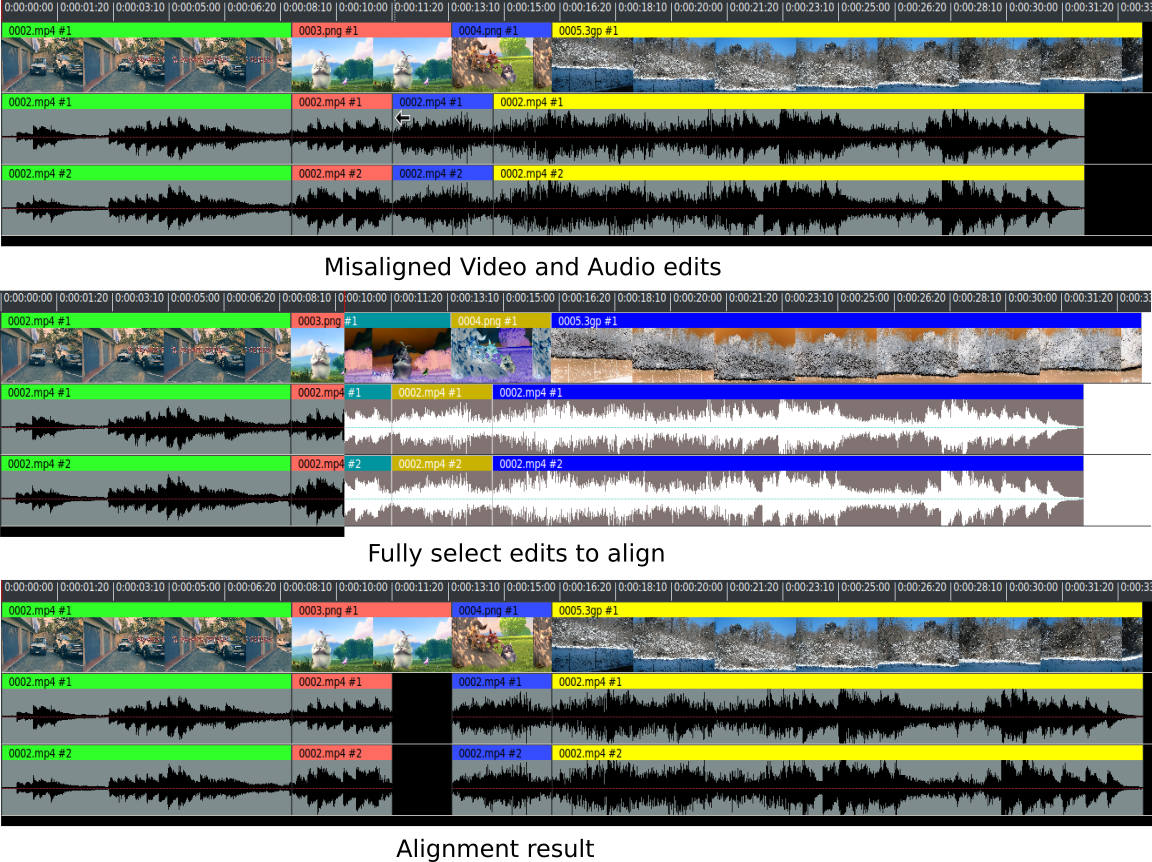 0:00:00:00 0:00:01:20 0:00:03:10 0:00:05:00 0:00:06:20 0:00:08:10 0:00:10:00 0:00:11:20 0:00:13:10 0:00:15:00 0:00:16:20 0:00:18:10 0:00:20:00 0:00:21:20 0:00:23:10 0:00:25:00 0:00:26:20 0:00:28:10 0:00:30:00 0:00:31:20 0:00:33
0002.mp4 #1 0003.png #1 0004.png #1 0005.3gp #1
0002.mp4 #1 0002.mp4 #1 0002.mp4 #1 0002.mp4 #1
0002.mp4 #2 0002.mp4 #2 0002.mp4 #2 0002.mp4 #2
Misaligned Video and Audio edits
0:00:00:00 0:00:01:20 0:00:03:10 0:00:05:00 0:00:06:20 0:00:08:10 0:00:10:00 0:00:11:20 0:00:13:10 0:00:15:00 0:00:16:20 0:00:18:10 0:00:20:00 0:00:21:20 0:00:23:10 0:00:25:00 0:00:26:20 0:00:28:10 0:00:30:00 0:00:31:20 0:00:33
0002.mp4 #1 0003.png #1 0004.png #1 0005.3gp #1
0002.mp4 #1 0002.mp4 #1 0002.mp4 #1 0002.mp4 #1
0002.mp4 #2 0002.mp4 #2 0002.mp4 #2 0002.mp4 #2
Fully select edits to align
0:00:00:00 0:00:01:20 0:00:03:10 0:00:05:00 0:00:06:20 0:00:08:10 0:00:10:00 0:00:11:20 0:00:13:10 0:00:15:00 0:00:16:20 0:00:18:10 0:00:20:00 0:00:21:20 0:00:23:10 0:00:25:00 0:00:26:20 0:00:28:10 0:00:30:00 0:00:31:20 0:00:33
0002.mp4 #1 0003.png #1 0004.png #1 0005.3gp #1
0002.mp4 #1 0002.mp4 #1 0002.mp4 #1 0002.mp4 #1
0002.mp4 #2 0002.mp4 #2 0002.mp4 #2 0002.mp4 #2
Alignment result